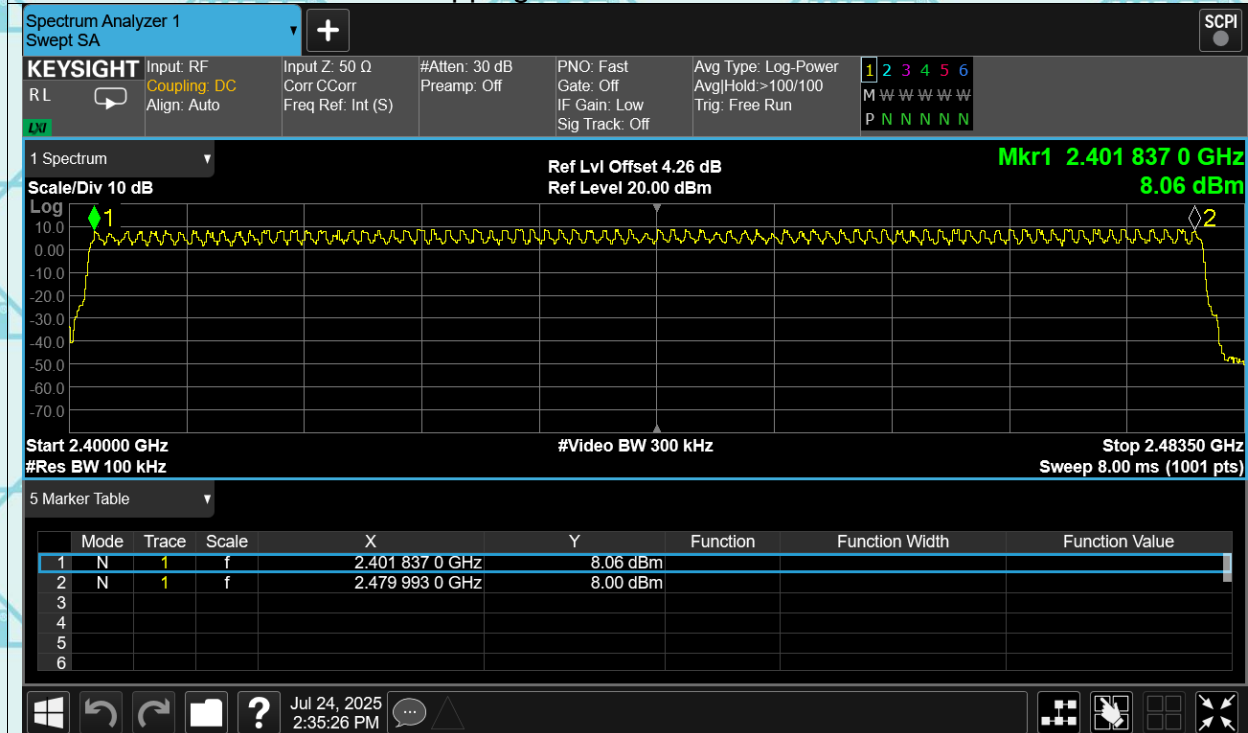 pping
Spectrum Analyzer 1
Swept SA
+
SCPI
KEYSIGHT
RL
LXI
Input: RF
Coupling: DC
Align: Auto
Input Z: 50 Ω
Corr CCorr
Freq Ref: Int (S)
#Atten: 30 dB
Preamp: Off
PNO: Fast
Gate: Off
IF Gain: Low
Sig Track: Off
Avg Type: Log-Power
Avg|Hold:>100/100
Trig: Free Run
1 2 3 4 5 6
M W W W W W
P N N N N N N
1 Spectrum
Scale/Div 10 dB
Ref Lvl Offset 4.26 dB
Ref Level 20.00 dBm
Mkr1 2.401 837 0 GHz
8.06 dBm
Log
1
2
10.0
0.00
-10.0
-20.0
-30.0
-40.0
-50.0
-60.0
-70.0
Start 2.40000 GHz
#Res BW 100 kHz
#Video BW 300 kHz
Stop 2.48350 GHz
Sweep 8.00 ms (1001 pts)
5 Marker Table
Mode Trace Scale X Y Function Function Width Function Value
1 N 1 f 2.401 837 0 GHz 8.06 dBm
2 N 1 f 2.479 993 0 GHz 8.00 dBm
3
4
5
6
?
Jul 24, 2025
2:35:26 PM